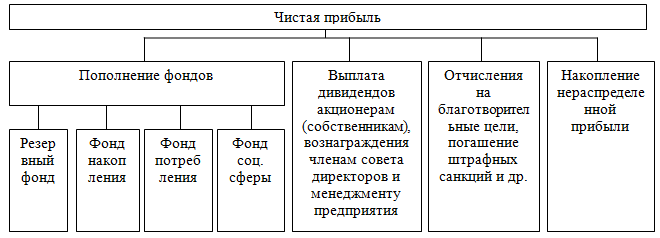 Чистая прибыль
Пополнение фондов
Резер
вный
фонд
Фонд
накоп
ления
Фонд
потреб
ления
Фонд
соц.
сферы
Выплата
дивидендов
акционерам
(собственникам),
вознаграждения
членам совета
директоров и
менеджменту
предприятия
Отчисления
на
благотворител
ьные цели,
погашение
штрафных
санкций и др.
Накопление
нераспределе
нной
прибыли